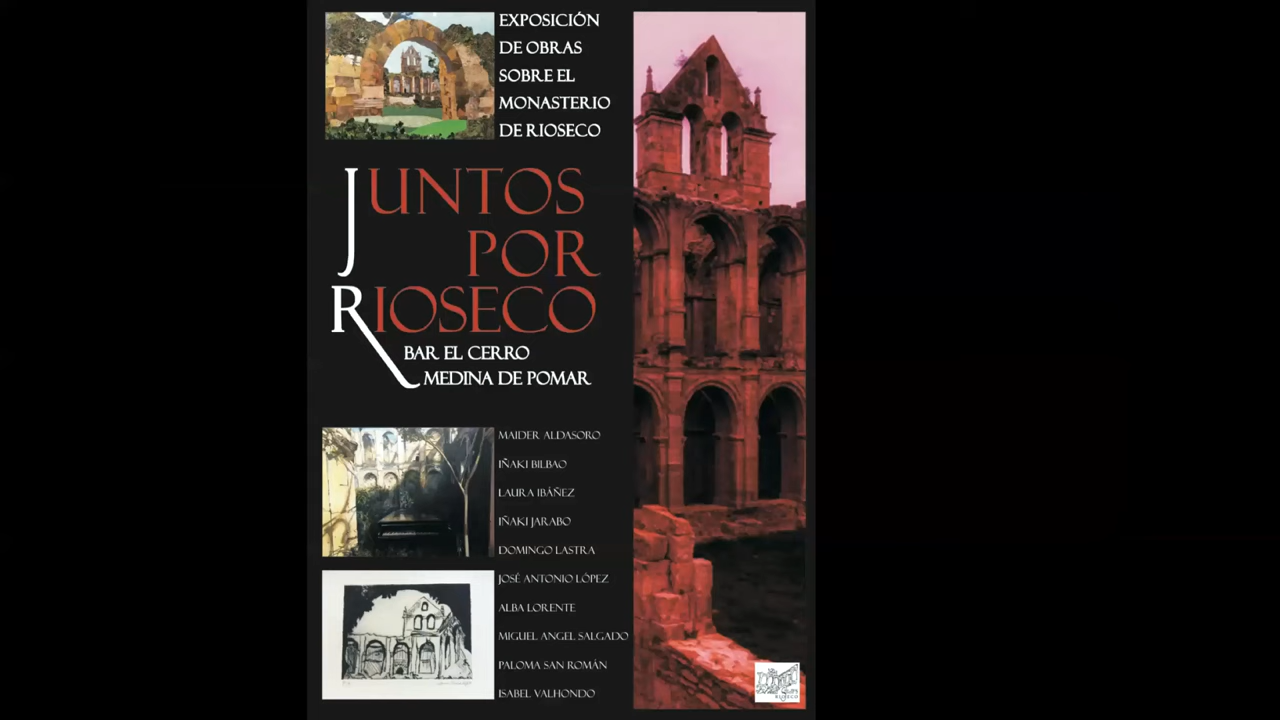 EXPOSICIÓN
DE OBRAS
SOBRE EL
MONASTERIO
DE RIOSECO
JUNTOS
POR
RIOSECO
BAR EL CERRO
MEDINA DE POMAR
MAIDER ALDASORO
IÑAKI BILBAO
LAURA IBÁÑEZ
IÑAKI JARABO
DOMINGO LASTRA
JOSÉ ANTONIO LÓPEZ
ALBA LORENTE
MIGUEL ANGEL SALGADO
PALOMA SAN ROMÁN
ISABEL VALHONDO
RIOSECO